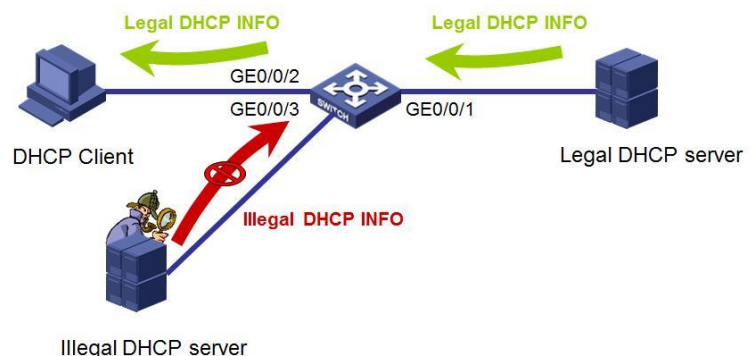 Legal DHCP INFO
Legal DHCP INFO
GE0/0/2
GE0/0/3
SWITCH
GE0/0/1
DHCP Client
Legal DHCP server
Illegal DHCP INFO
Illegal DHCP server